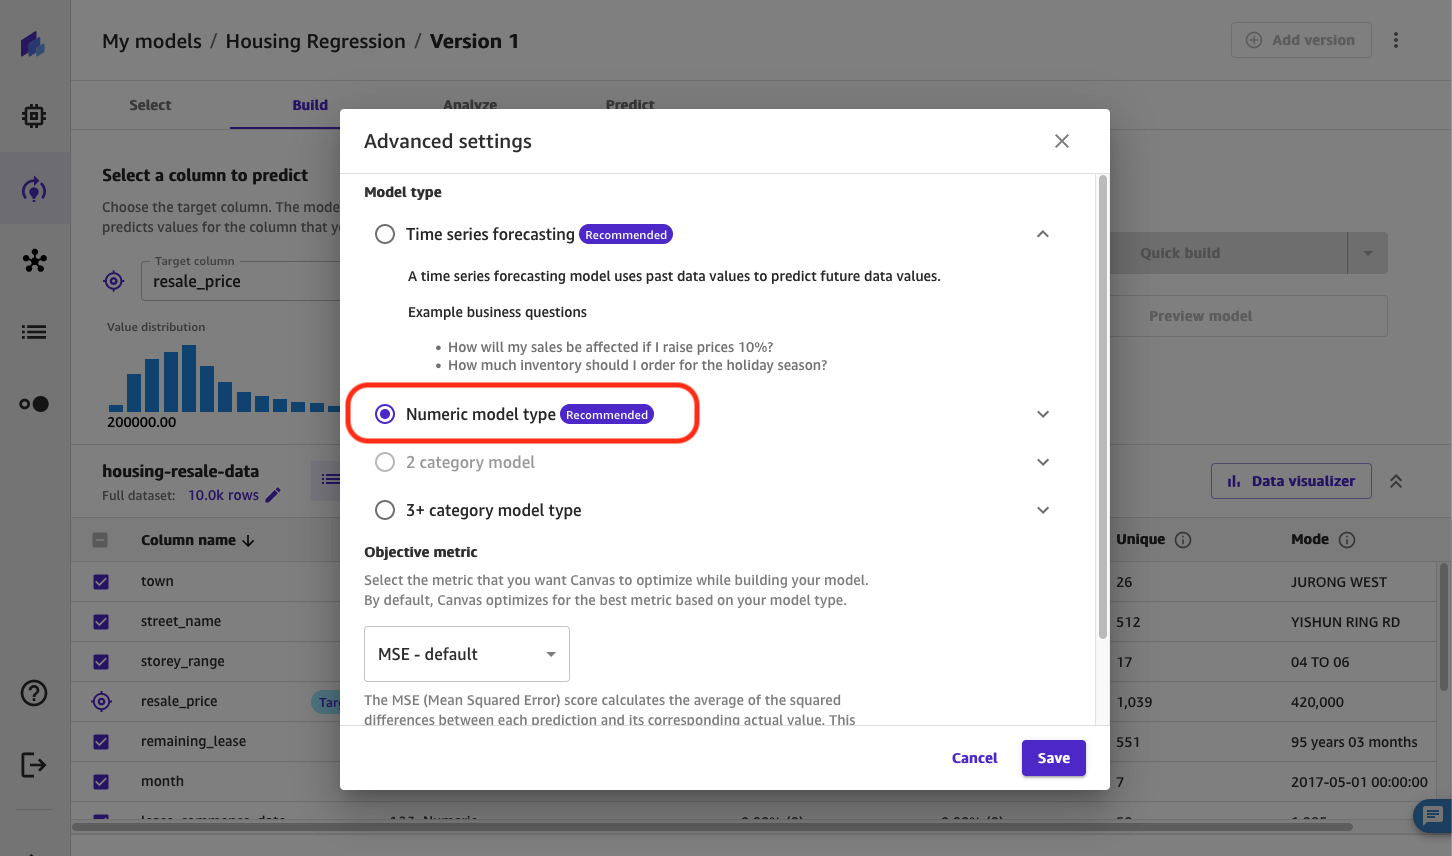 My models / Housing Regression / Version 1
Add version
Select
Build
Analyze
Predict
Advanced settings
Select a column to predict
Choose the target column. The mode
predicts values for the column that y
Target column
resale_price
Value distribution
200000.00
Quick build
Preview model
Model type
Time series forecasting Recommended
A time series forecasting model uses past data values to predict future data values.
Example business questions
• How will my sales be affected if I raise prices 10%?
• How much inventory should I order for the holiday season?
Numeric model type Recommended
2 category model
3+ category model type
Objective metric
Select the metric that you want Canvas to optimize while building your model.
By default, Canvas optimizes for the best metric based on your model type.
MSE - default
The MSE (Mean Squared Error) score calculates the average of the squared
differences between each prediction and its corresponding actual value. This
Cancel
Save
housing-resale-data
Full dataset: 10.0k rows
Data visualizer
Column name
Unique
Mode
town
26
JURONG WEST
street_name
512
YISHUN RING RD
storey_range
17
04 TO 06
resale_price
Tar
1,039
420,000
remaining_lease
551
95 years 03 months
month
7
2017-05-01 00:00:00